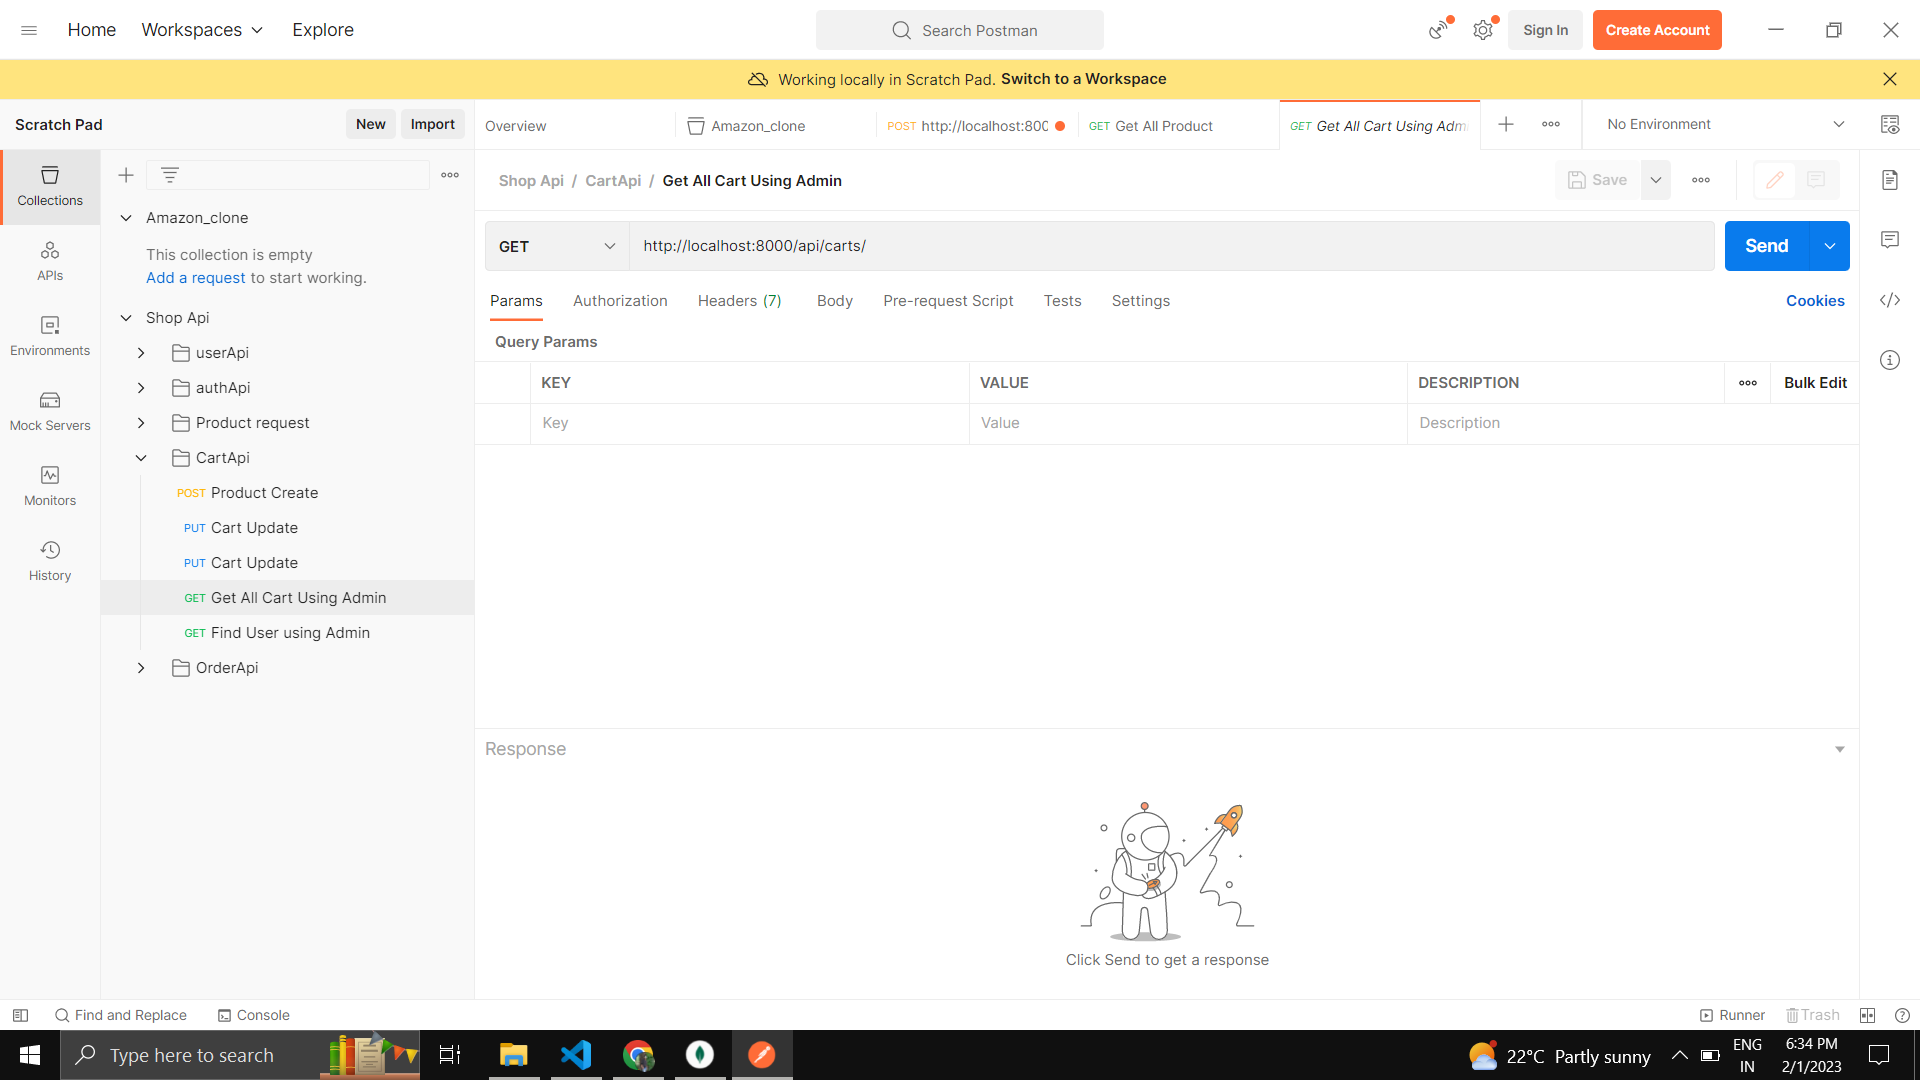 Home Workspaces Explore
Search Postman
Sign In Create Account
Working locally in Scratch Pad. Switch to a Workspace
Scratch Pad New Import
Overview Amazon_clone POST http://localhost:800 GET Get All Product GET Get All Cart Using Adm No Environment
Collections
APIs
Environments
Mock Servers
Monitors
History
Amazon_clone
This collection is empty
Add a request to start working.
Shop Api
userApi
authApi
Product request
CartApi
POST Product Create
PUT Cart Update
PUT Cart Update
GET Get All Cart Using Admin
GET Find User using Admin
OrderApi
Shop Api / CartApi / Get All Cart Using Admin Save
GET http://localhost:8000/api/carts/ Send
Params Authorization Headers (7) Body Pre-request Script Tests Settings Cookies
Query Params
KEY VALUE DESCRIPTION Bulk Edit
Key Value Description
Response
Click Send to get a response
Find and Replace Console Runner Trash
Type here to search
22°C Partly sunny
ENG
IN
6:34 PM
2/1/2023